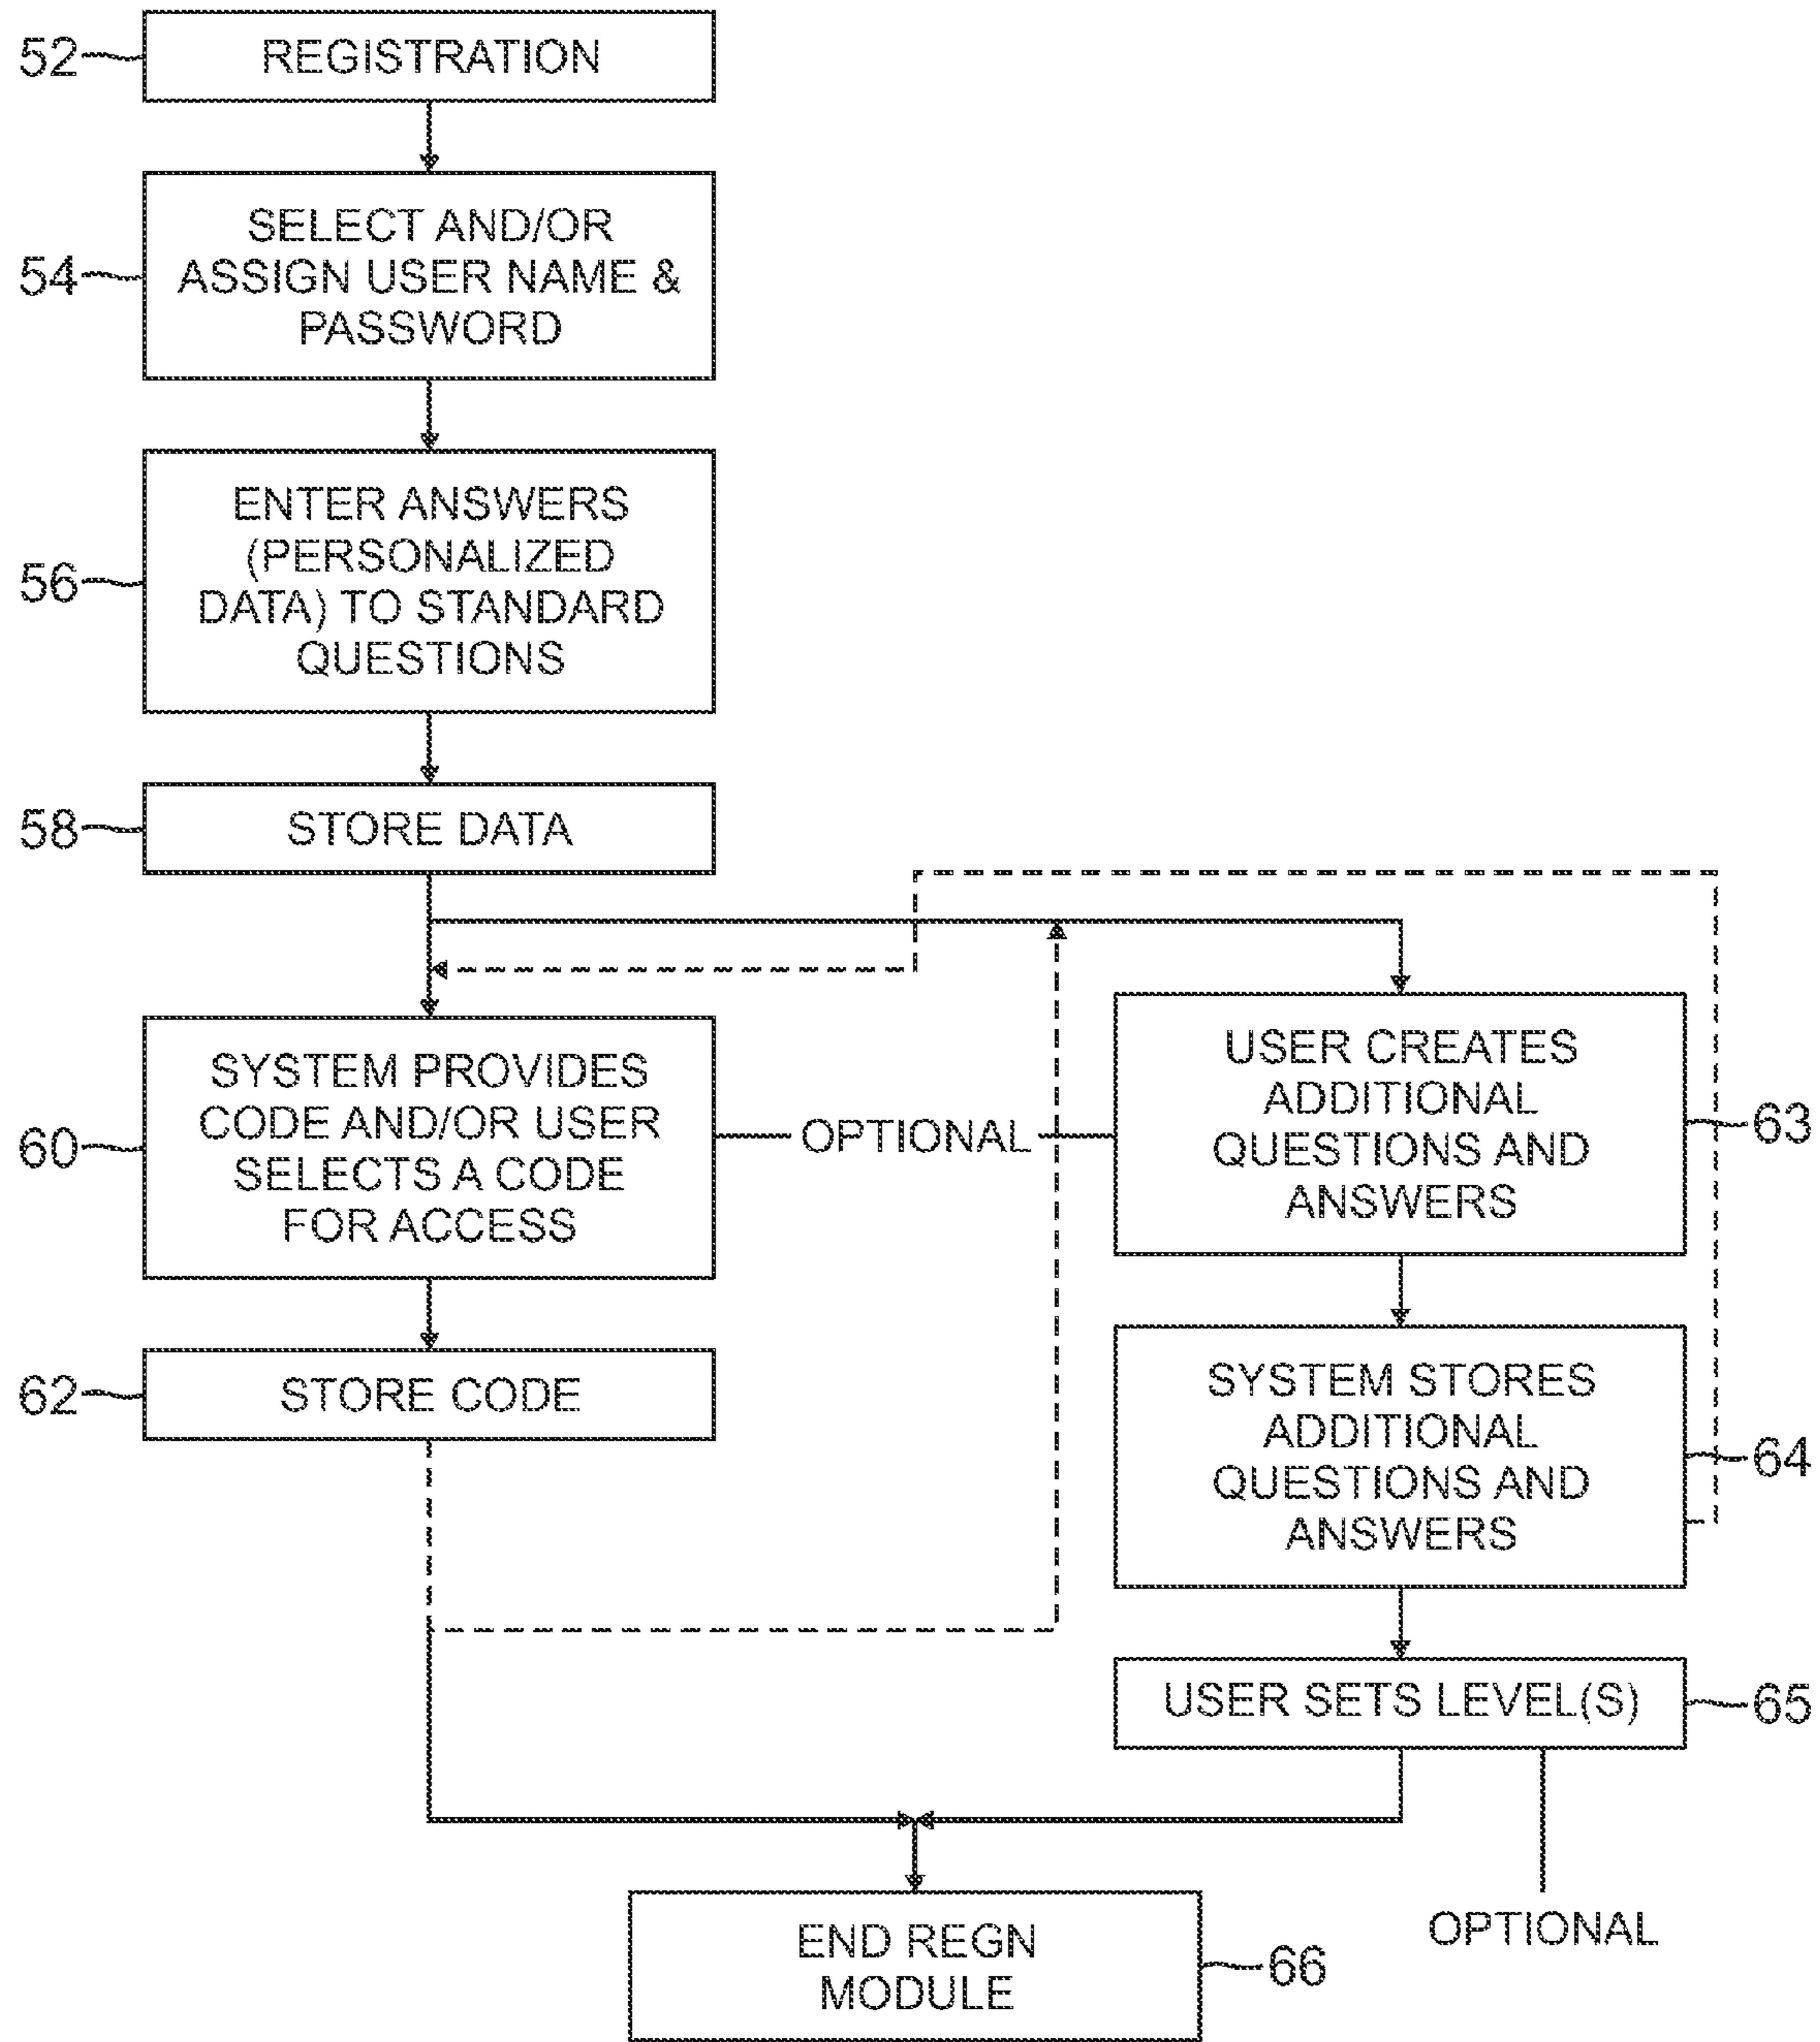 52
REGISTRATION
54
SELECT AND/OR
ASSIGN USER NAME &
PASSWORD
56
ENTER ANSWERS
(PERSONALIZED
DATA) TO STANDARD
QUESTIONS
58
STORE DATA
60
SYSTEM PROVIDES
CODE AND/OR USER
SELECTS A CODE
FOR ACCESS
OPTIONAL
USER CREATES
ADDITIONAL
QUESTIONS AND
ANSWERS
63
62
STORE CODE
SYSTEM STORES
ADDITIONAL
QUESTIONS AND
ANSWERS
64
USER SETS LEVEL(S)
65
OPTIONAL
END REGN
MODULE
66